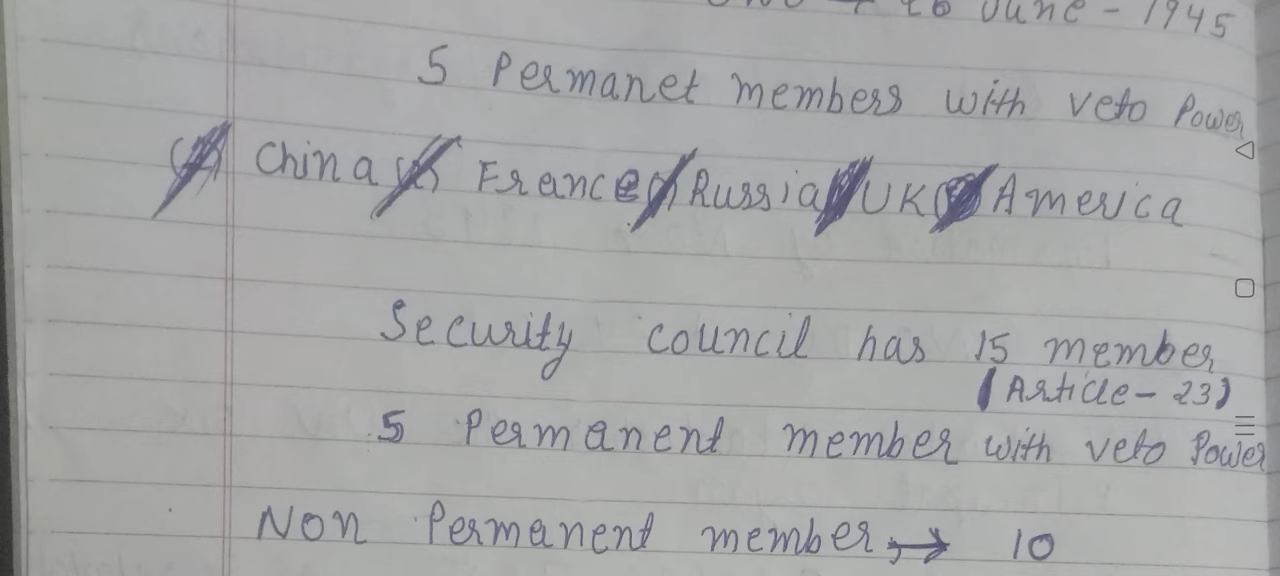 26 June - 1945
5 Permanet members with veto Power
China France Russia UK America
Security council has 15 member
(Article - 23)
5 Permanent member with veto Power
Non Permanent member → 10